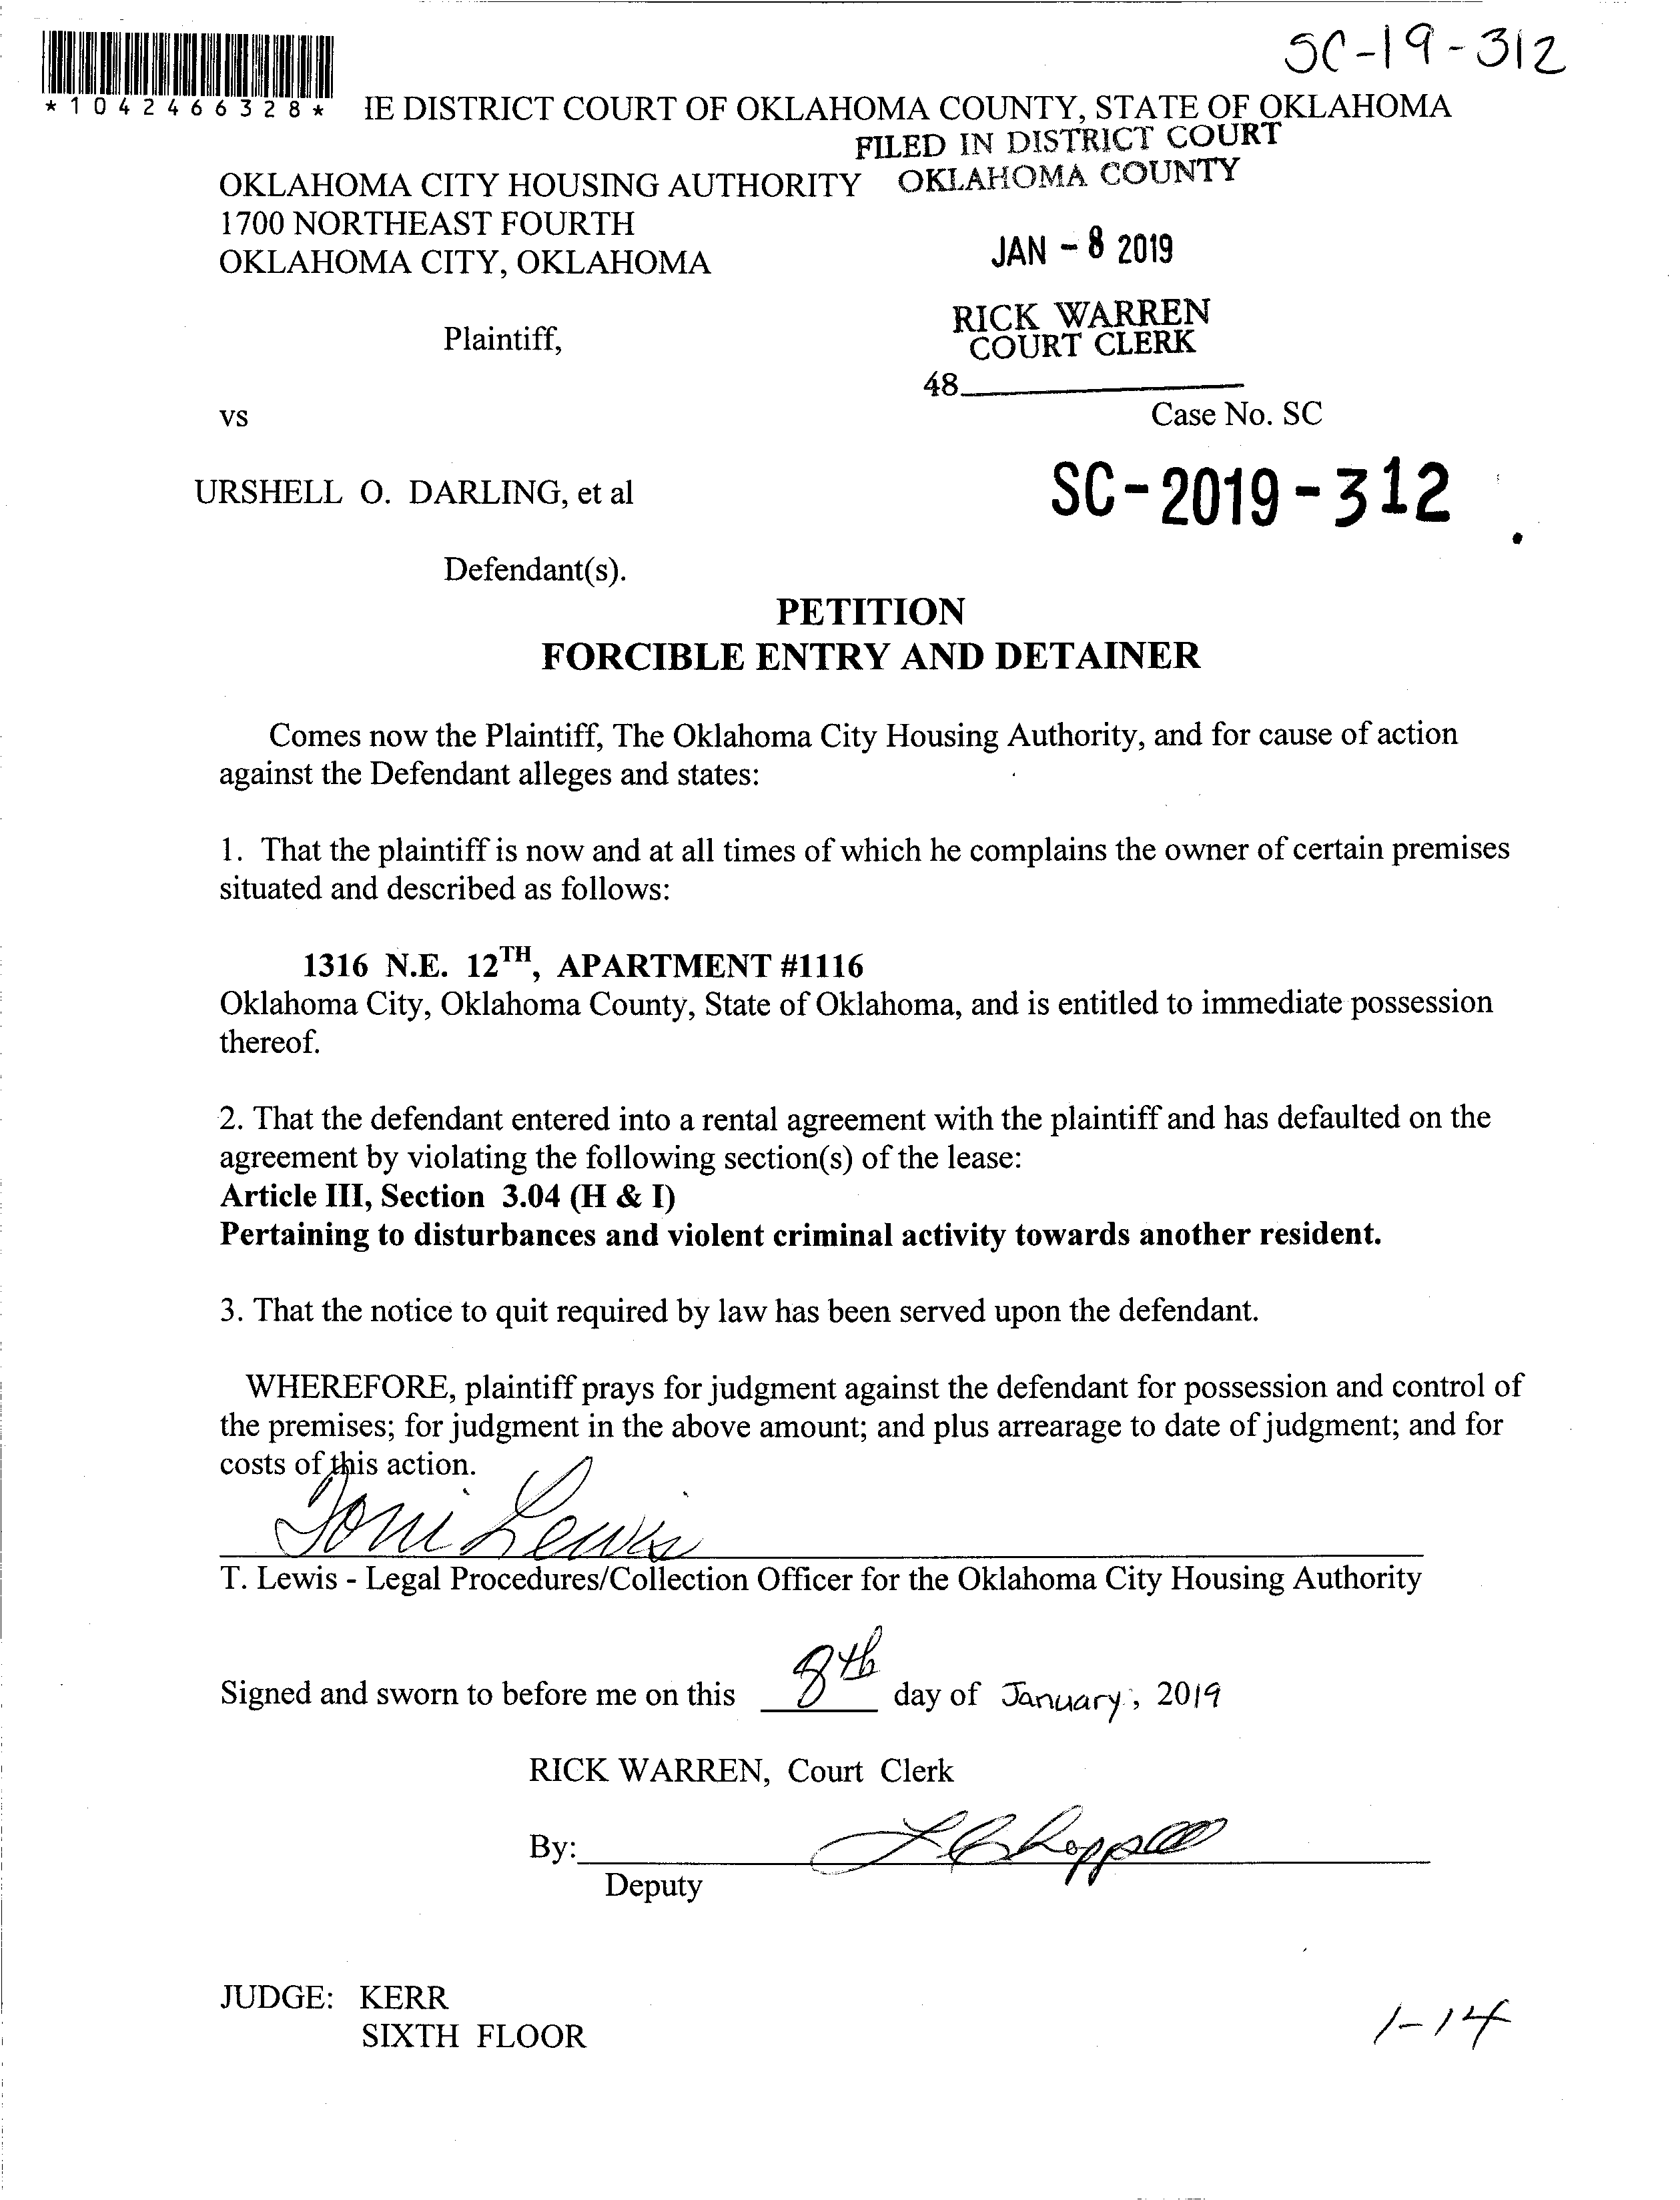 SC-19-312
*1042466328*
IE DISTRICT COURT OF OKLAHOMA COUNTY, STATE OF OKLAHOMA
FILED IN DISTRICT COURT
OKLAHOMA CITY HOUSING AUTHORITY OKLAHOMA COUNTY
1700 NORTHEAST FOURTH
OKLAHOMA CITY, OKLAHOMA
JAN - 8 2019
RICK WARREN
Plaintiff,
COURT CLERK
48
vs
Case No. SC
URSHELL O. DARLING, et al
SC-2019-312
Defendant(s).
PETITION
FORCIBLE ENTRY AND DETAINER
Comes now the Plaintiff, The Oklahoma City Housing Authority, and for cause of action
against the Defendant alleges and states:
1. That the plaintiff is now and at all times of which he complains the owner of certain premises
situated and described as follows:
1316 N.E. 12TH, APARTMENT #1116
Oklahoma City, Oklahoma County, State of Oklahoma, and is entitled to immediate possession
thereof.
2. That the defendant entered into a rental agreement with the plaintiff and has defaulted on the
agreement by violating the following section(s) of the lease:
Article III, Section 3.04 (H & I)
Pertaining to disturbances and violent criminal activity towards another resident.
3. That the notice to quit required by law has been served upon the defendant.
WHEREFORE, plaintiff prays for judgment against the defendant for possession and control of
the premises; for judgment in the above amount; and plus arrearage to date of judgment; and for
costs of this action.
Toni Lewis
T. Lewis - Legal Procedures/Collection Officer for the Oklahoma City Housing Authority
Signed and sworn to before me on this 8th day of January, 2019
RICK WARREN, Court Clerk
By:
Deputy
JUDGE: KERR
SIXTH FLOOR
1-14